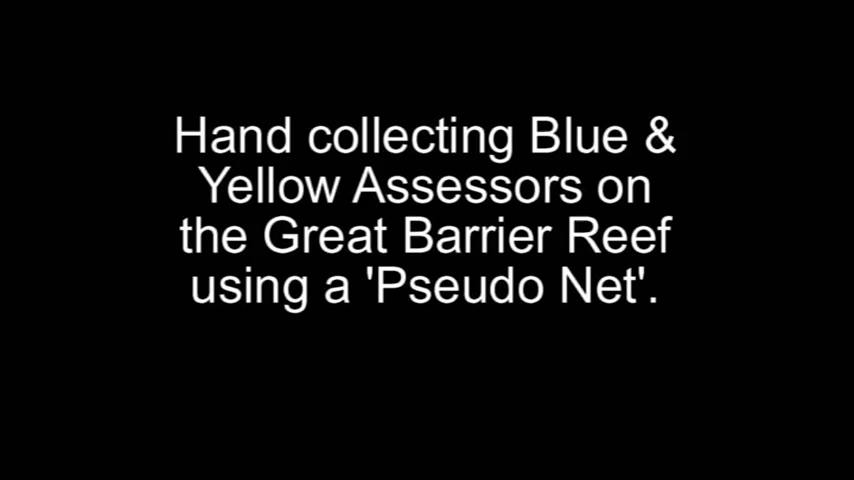 Hand collecting Blue &
Yellow Assessors on
the Great Barrier Reef
using a 'Pseudo Net'.